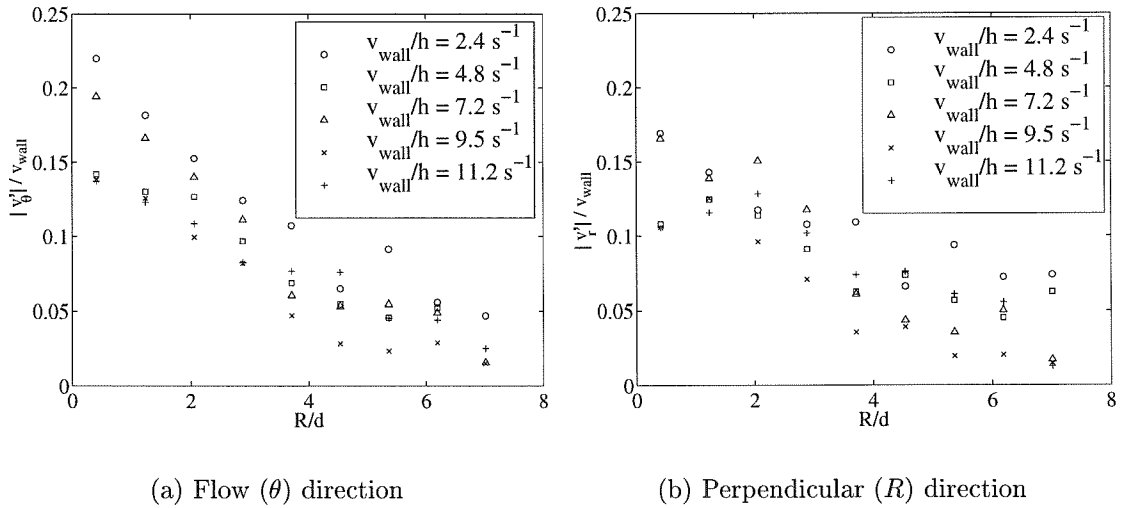 0.25
0.2
0.15
0.1
0.05
0
0 2 4 6 8
R/d
| v'θ | / v_wall
v_wall/h = 2.4 s⁻¹
v_wall/h = 4.8 s⁻¹
v_wall/h = 7.2 s⁻¹
v_wall/h = 9.5 s⁻¹
v_wall/h = 11.2 s⁻¹
(a) Flow (θ) direction
0.25
0.2
0.15
0.1
0.05
0
0 2 4 6 8
R/d
| v'r | / v_wall
v_wall/h = 2.4 s⁻¹
v_wall/h = 4.8 s⁻¹
v_wall/h = 7.2 s⁻¹
v_wall/h = 9.5 s⁻¹
v_wall/h = 11.2 s⁻¹
(b) Perpendicular (R) direction